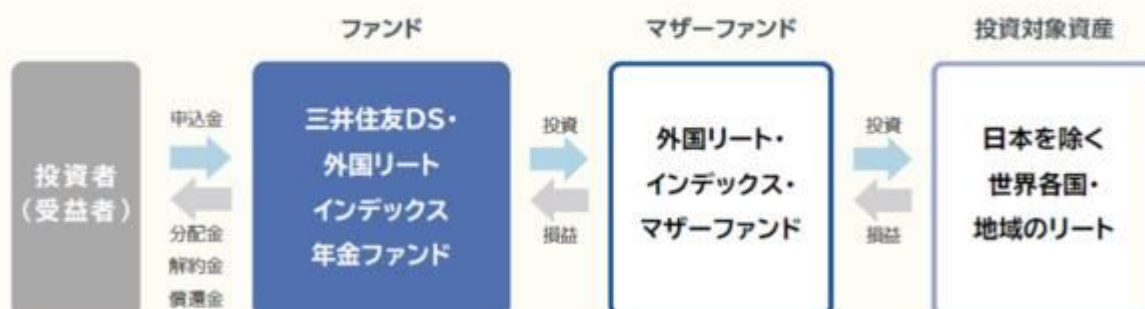 ファンド
マザーファンド
投資対象資産
投資者
（受益者）
申込金
分配金
解約金
償還金
三井住友DS・
外国リート
インデックス
年金ファンド
投資
損益
外国リート・
インデックス・
マザーファンド
投資
損益
日本を除く
世界各国・
地域のリート